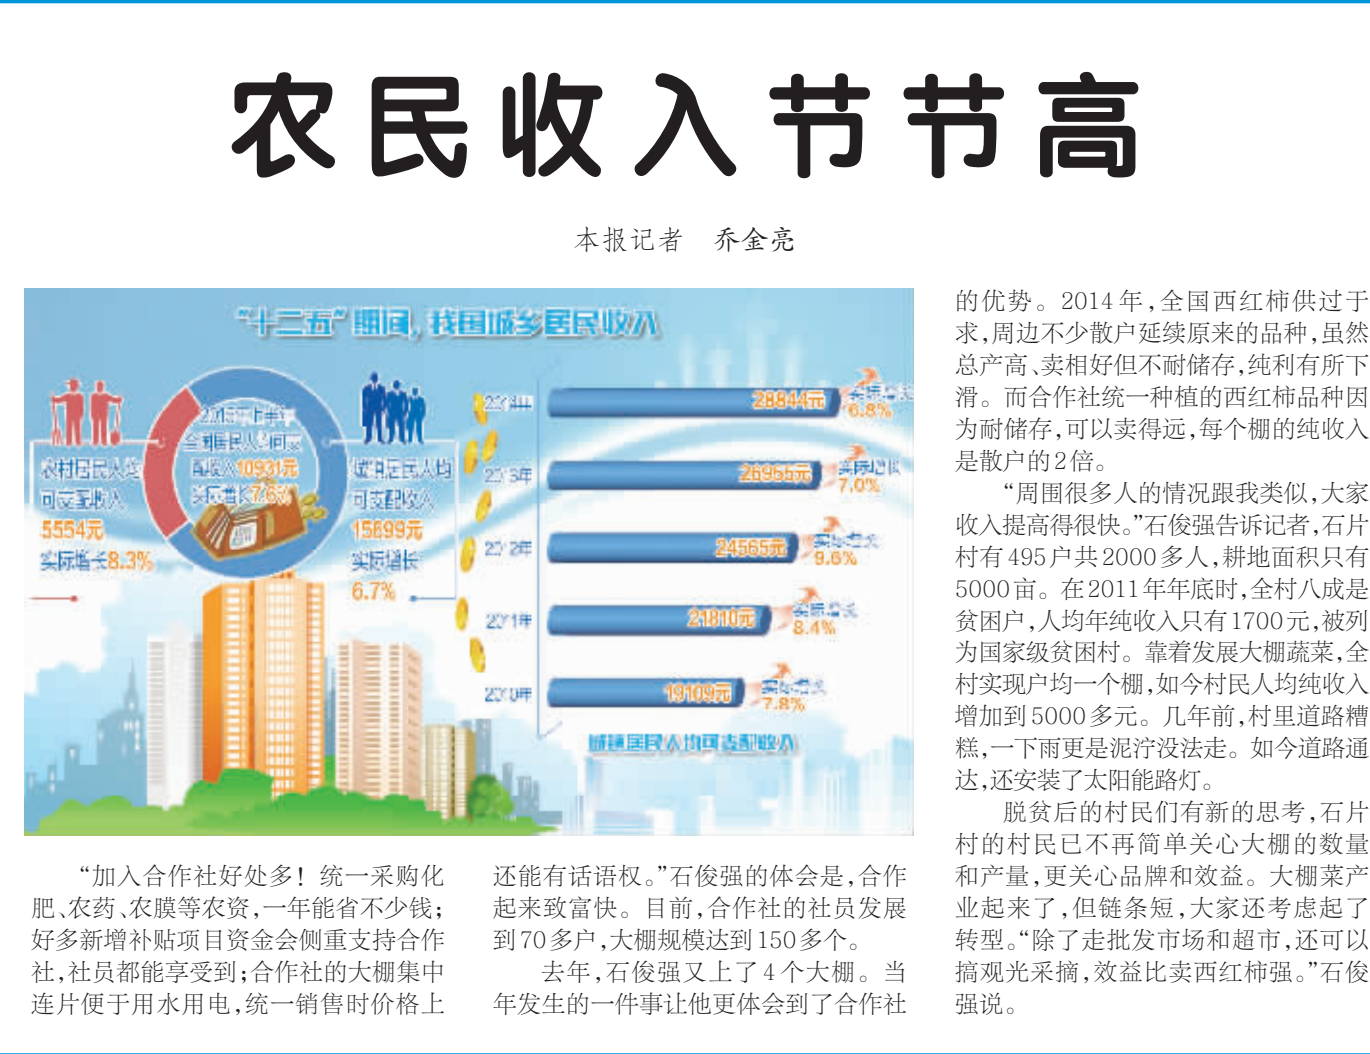 农民收入节节高
本报记者　乔金亮
“十二五”期间，我国城乡居民收入
2015年上半年
全国居民人均可支
配收入10931元
实际增长7.6%
农村居民人均
可支配收入
5554元
实际增长8.3%
城镇居民人均
可支配收入
15699元
实际增长
6.7%
2014年
28844元
实际增长
6.8%
2013年
26955元
实际增长
7.0%
2012年
24565元
实际增长
9.6%
2011年
21810元
实际增长
8.4%
2010年
19109元
实际增长
7.8%
城镇居民人均可支配收入
“加入合作社好处多！统一采购化
肥、农药、农膜等农资，一年能省不少钱；
好多新增补贴项目资金会侧重支持合作
社，社员都能享受到；合作社的大棚集中
连片便于用水用电，统一销售时价格上
还能有话语权。”石俊强的体会是，合作
起来致富快。目前，合作社的社员发展
到70多户，大棚规模达到150多个。
去年，石俊强又上了4个大棚。当
年发生的一件事让他更体会到了合作社
的优势。2014年，全国西红柿供过于
求，周边不少散户延续原来的品种，虽然
总产高、卖相好但不耐储存，纯利有所下
滑。而合作社统一种植的西红柿品种因
为耐储存，可以卖得远，每个棚的纯收入
是散户的2倍。
“周围很多人的情况跟我类似，大家
收入提高得很快。”石俊强告诉记者，石片
村有495户共2000多人，耕地面积只有
5000亩。在2011年年底时，全村八成是
贫困户，人均年纯收入只有1700元，被列
为国家级贫困村。靠着发展大棚蔬菜，全
村实现户均一个棚，如今村民人均纯收入
增加到5000多元。几年前，村里道路糟
糕，一下雨更是泥泞没法走。如今道路通
达，还安装了太阳能路灯。
脱贫后的村民们有新的思考，石片
村的村民已不再简单关心大棚的数量
和产量，更关心品牌和效益。大棚菜产
业起来了，但链条短，大家还考虑起了
转型。“除了走批发市场和超市，还可以
搞观光采摘，效益比卖西红柿强。”石俊
强说。